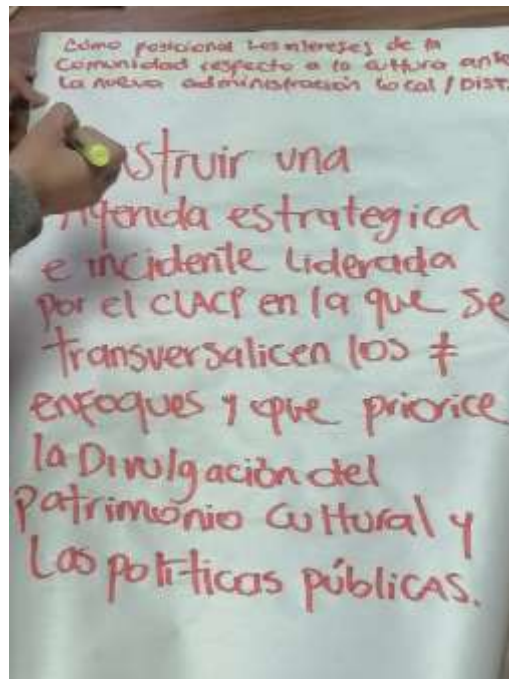 Cómo posicionar los intereses de la
Comunidad respecto a la cultura ante
La nueva administración local / DIST
struir una
Agenda estrategica
e incidente liderada
por el CLACP en la que se
transversalicen los ≠
enfoques y que priorice
la Divulgación del
Patrimonio Cultural y
Las políticas públicas.